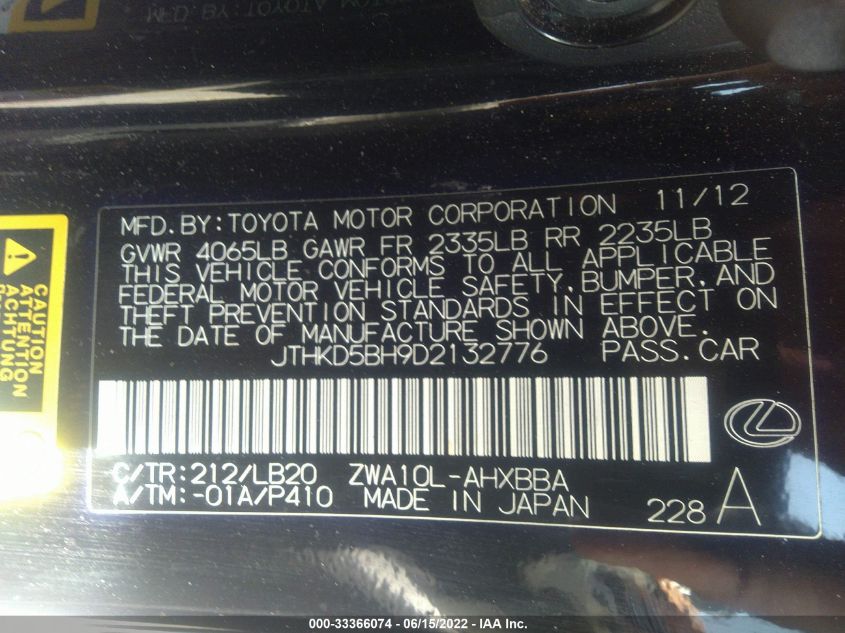 MFD.BY:TOYOTA MOTOR CORPORATION 11/12
GVWR 4065LB GAWR FR 2335LB RR 2235LB
THIS VEHICLE CONFORMS TO ALL APPLICABLE
FEDERAL MOTOR VEHICLE SAFETY,BUMPER,AND
THEFT PREVENTION STANDARDS IN EFFECT ON
THE DATE OF MANUFACTURE SHOWN ABOVE.
JTHKD5BH9D2132776 PASS.CAR
C/TR:212/LB20 ZWA10L-AHXBBA
A/TM:-01A/P410 MADE IN JAPAN 228 A
CAUTION
ATTENTION
ACHTUNG
000-33366074 - 06/15/2022 - IAA Inc.